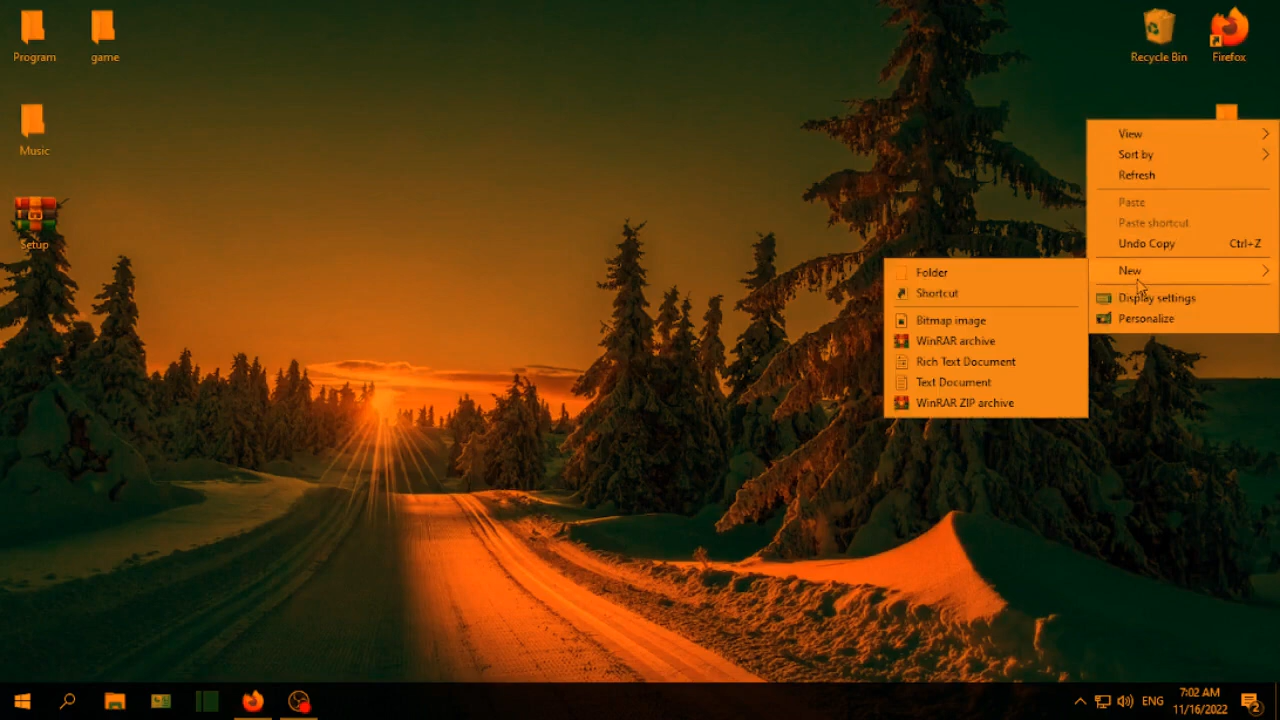 Program
game
Recycle Bin
Firefox
Music
Setup
View
Sort by
Refresh
Paste
Paste shortcut
Undo Copy Ctrl+Z
New
Display settings
Personalize
Folder
Shortcut
Bitmap image
WinRAR archive
Rich Text Document
Text Document
WinRAR ZIP archive
ENG
7:02 AM
11/16/2022
2